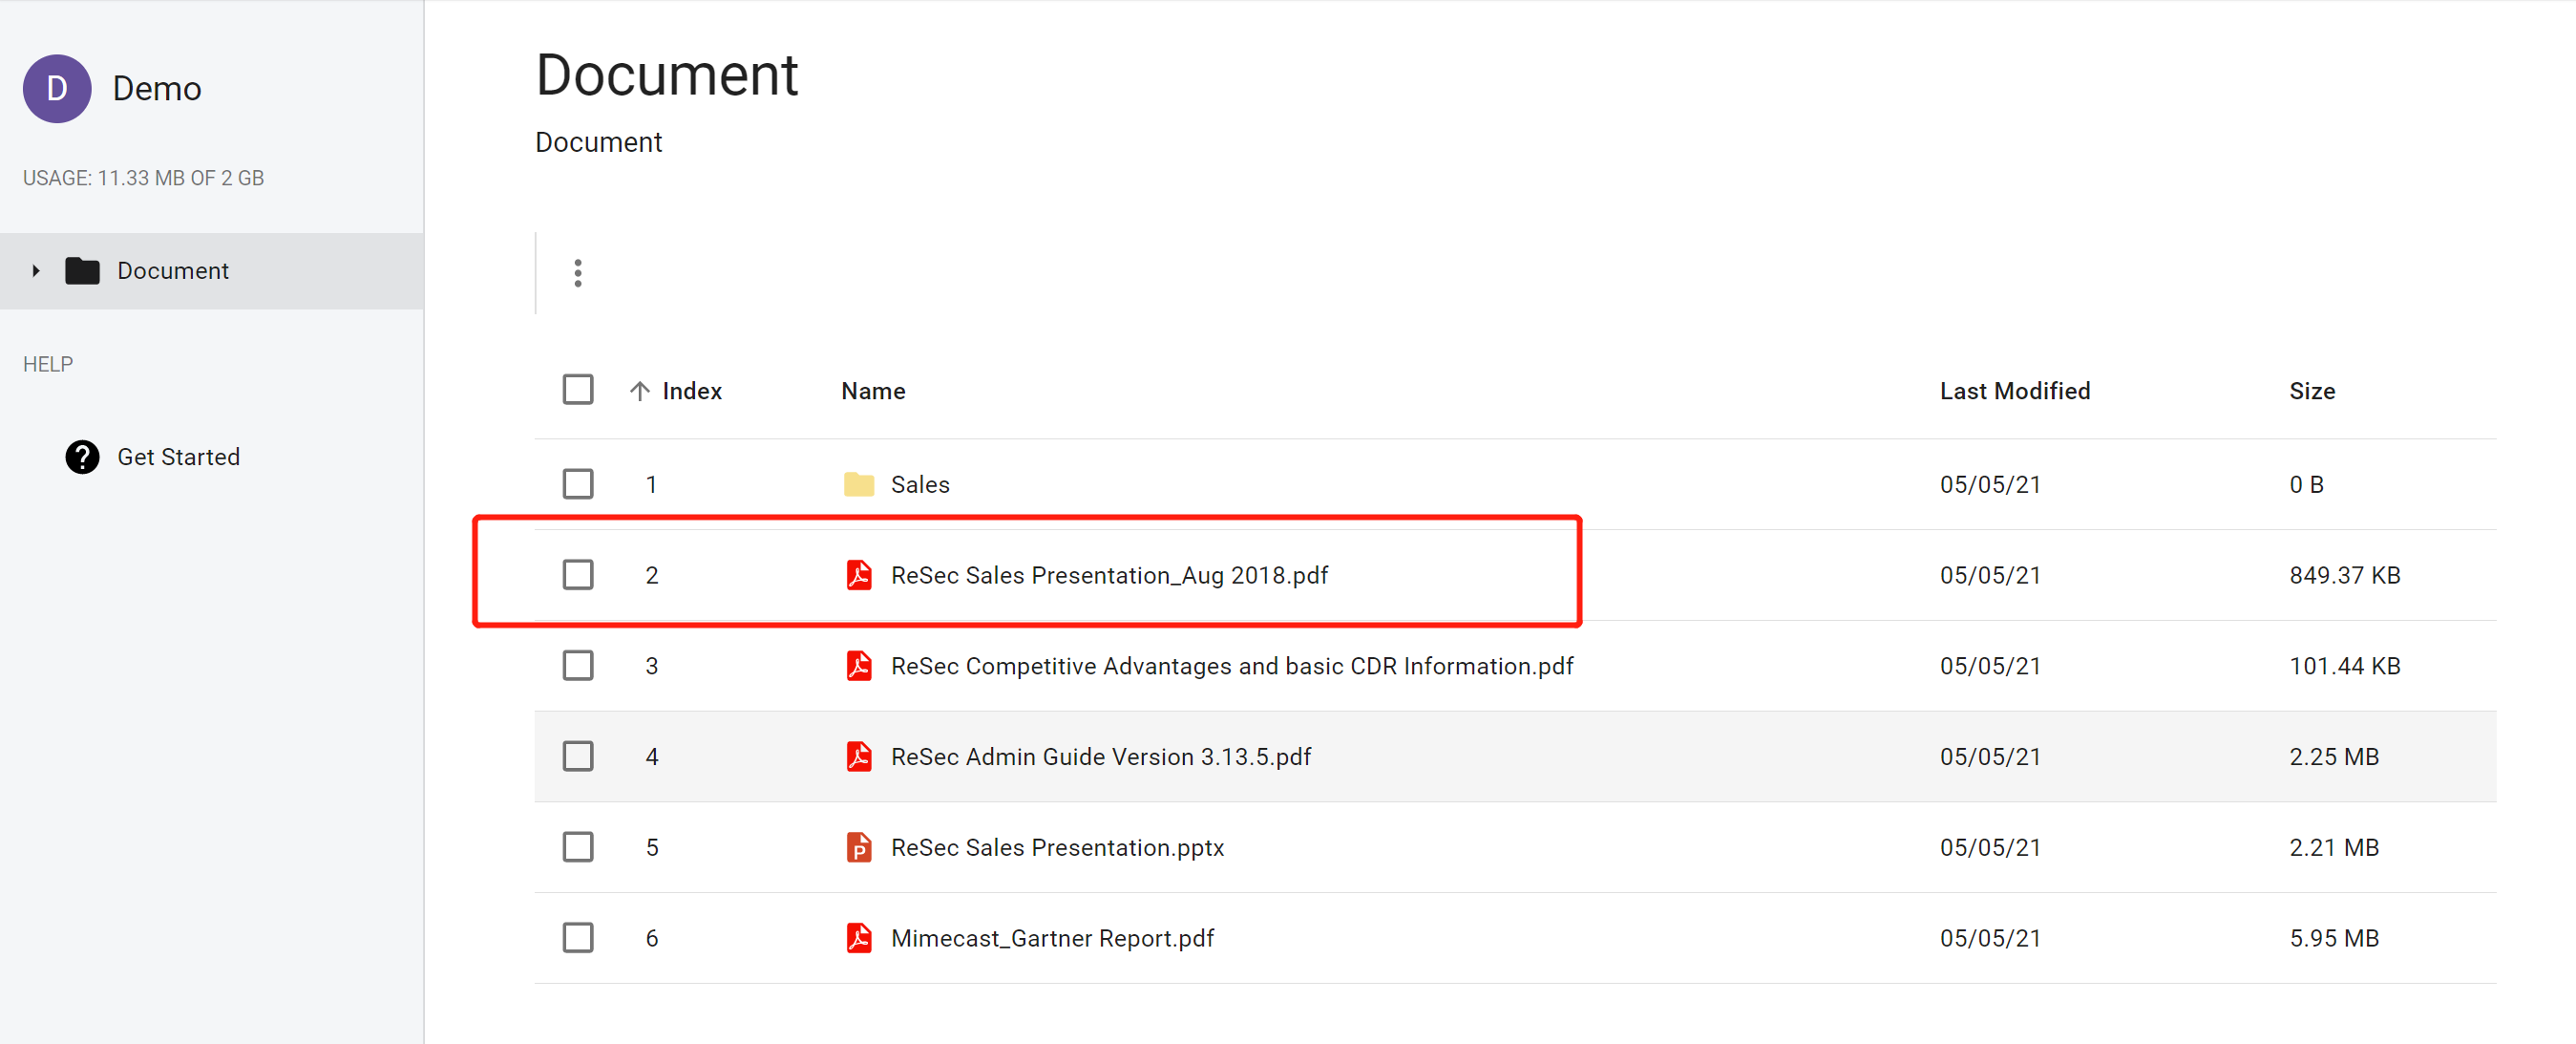 D Demo
USAGE: 11.33 MB OF 2 GB
Document
HELP
? Get Started
Document
Document
Index Name Last Modified Size
1 Sales 05/05/21 0 B
2 ReSec Sales Presentation_Aug 2018.pdf 05/05/21 849.37 KB
3 ReSec Competitive Advantages and basic CDR Information.pdf 05/05/21 101.44 KB
4 ReSec Admin Guide Version 3.13.5.pdf 05/05/21 2.25 MB
5 P ReSec Sales Presentation.pptx 05/05/21 2.21 MB
6 Mimecast_Gartner Report.pdf 05/05/21 5.95 MB